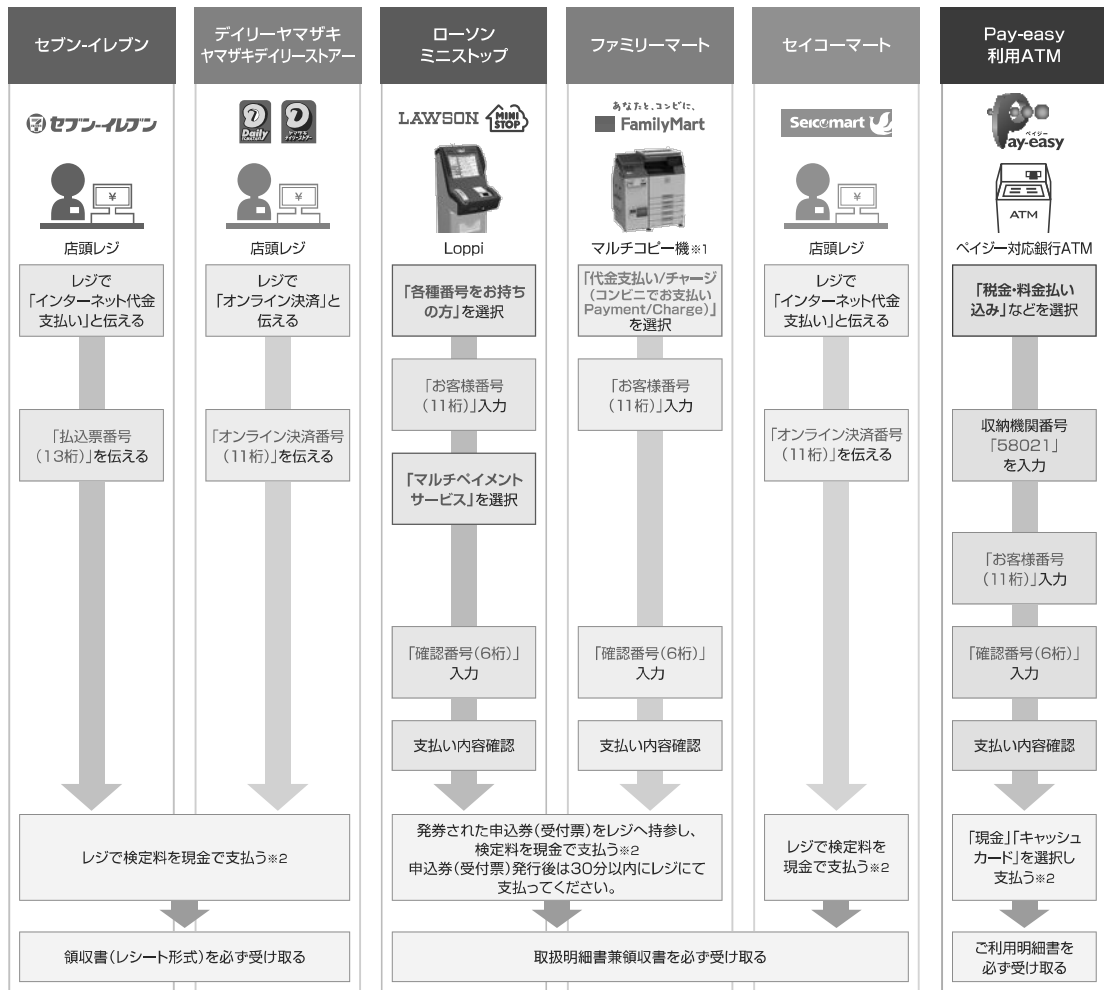 セブン-イレブン
デイリーヤマザキ
ヤマザキデイリーストアー
ローソン
ミニストップ
ファミリーマート
セイコーマート
Pay-easy
利用ATM
セブン-イレブン
Daily
ヤマザキ
デイリーストアー
LAWSON
MINI
STOP
あなたと、コンビに、
FamilyMart
Seicomart
ペイジー
Pay-easy
¥
¥
¥
ATM
店頭レジ
店頭レジ
Loppi
マルチコピー機※1
店頭レジ
ペイジー対応銀行ATM
レジで
「インターネット代金
支払い」と伝える
「払込票番号
(13桁)」を伝える
レジで
「オンライン決済」と
伝える
「オンライン決済番号
(11桁)」を伝える
「各種番号をお持ち
の方」を選択
「お客様番号
(11桁)」入力
「マルチペイメント
サービス」を選択
「確認番号(6桁)」
入力
支払い内容確認
「代金支払い/チャージ
(コンビニでお支払い
Payment/Charge)」
を選択
「お客様番号
(11桁)」入力
「確認番号(6桁)」
入力
支払い内容確認
レジで
「インターネット代金
支払い」と伝える
「オンライン決済番号
(11桁)」を伝える
「税金・料金払い
込み」などを選択
収納機関番号
「58021」
を入力
「お客様番号
(11桁)」入力
「確認番号(6桁)」
入力
支払い内容確認
レジで検定料を現金で支払う※2
発券された申込券(受付票)をレジへ持参し、
検定料を現金で支払う※2
申込券(受付票)発行後は30分以内にレジにて
支払ってください。
レジで検定料を
現金で支払う※2
「現金」「キャッシュ
カード」を選択し
支払う※2
領収書(レシート形式)を必ず受け取る
取扱明細書兼領収書を必ず受け取る
ご利用明細書を
必ず受け取る